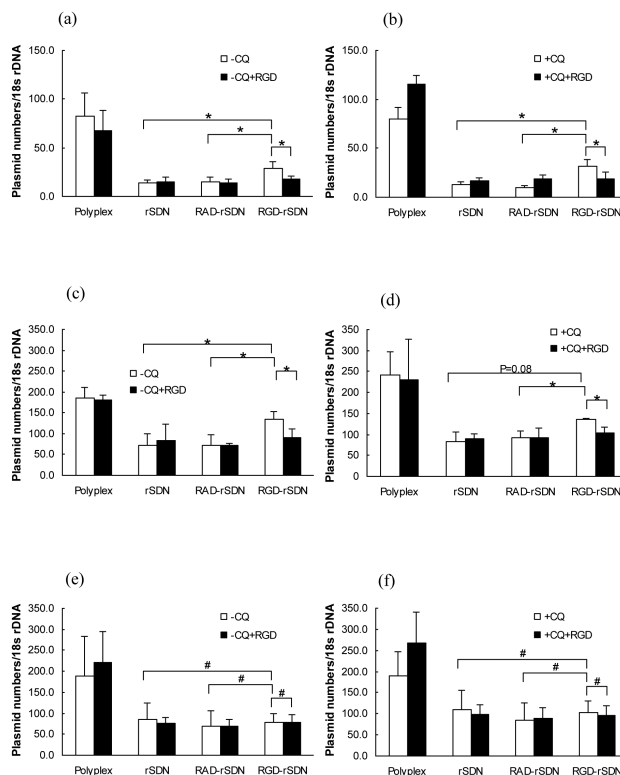 (a)
Plasmid numbers/18s rDNA
150.0
100.0
50.0
0.0
-CQ
-CQ+RGD
*
*
*
Polyplex rSDN RAD-rSDN RGD-rSDN
(b)
Plasmid numbers/18s rDNA
150.0
100.0
50.0
0.0
+CQ
+CQ+RGD
*
*
*
Polyplex rSDN RAD-rSDN RGD-rSDN
(c)
Plasmid numbers/18s rDNA
350.0
300.0
250.0
200.0
150.0
100.0
50.0
0.0
-CQ
-CQ+RGD
*
*
*
Polyplex rSDN RAD-rSDN RGD-rSDN
(d)
Plasmid numbers/18s rDNA
350
300
250
200
150
100
50
0
+CQ
+CQ+RGD
P=0.08
*
*
Polyplex rSDN RAD-rSDN RGD-rSDN
(e)
Plasmid numbers/18s rDNA
350.0
300.0
250.0
200.0
150.0
100.0
50.0
0.0
-CQ
-CQ+RGD
#
#
#
Polyplex rSDN RAD-rSDN RGD-rSDN
(f)
Plasmid numbers/18s rDNA
350.0
300.0
250.0
200.0
150.0
100.0
50.0
0.0
+CQ
+CQ+RGD
#
#
#
Polyplex rSDN RAD-rSDN RGD-rSDN